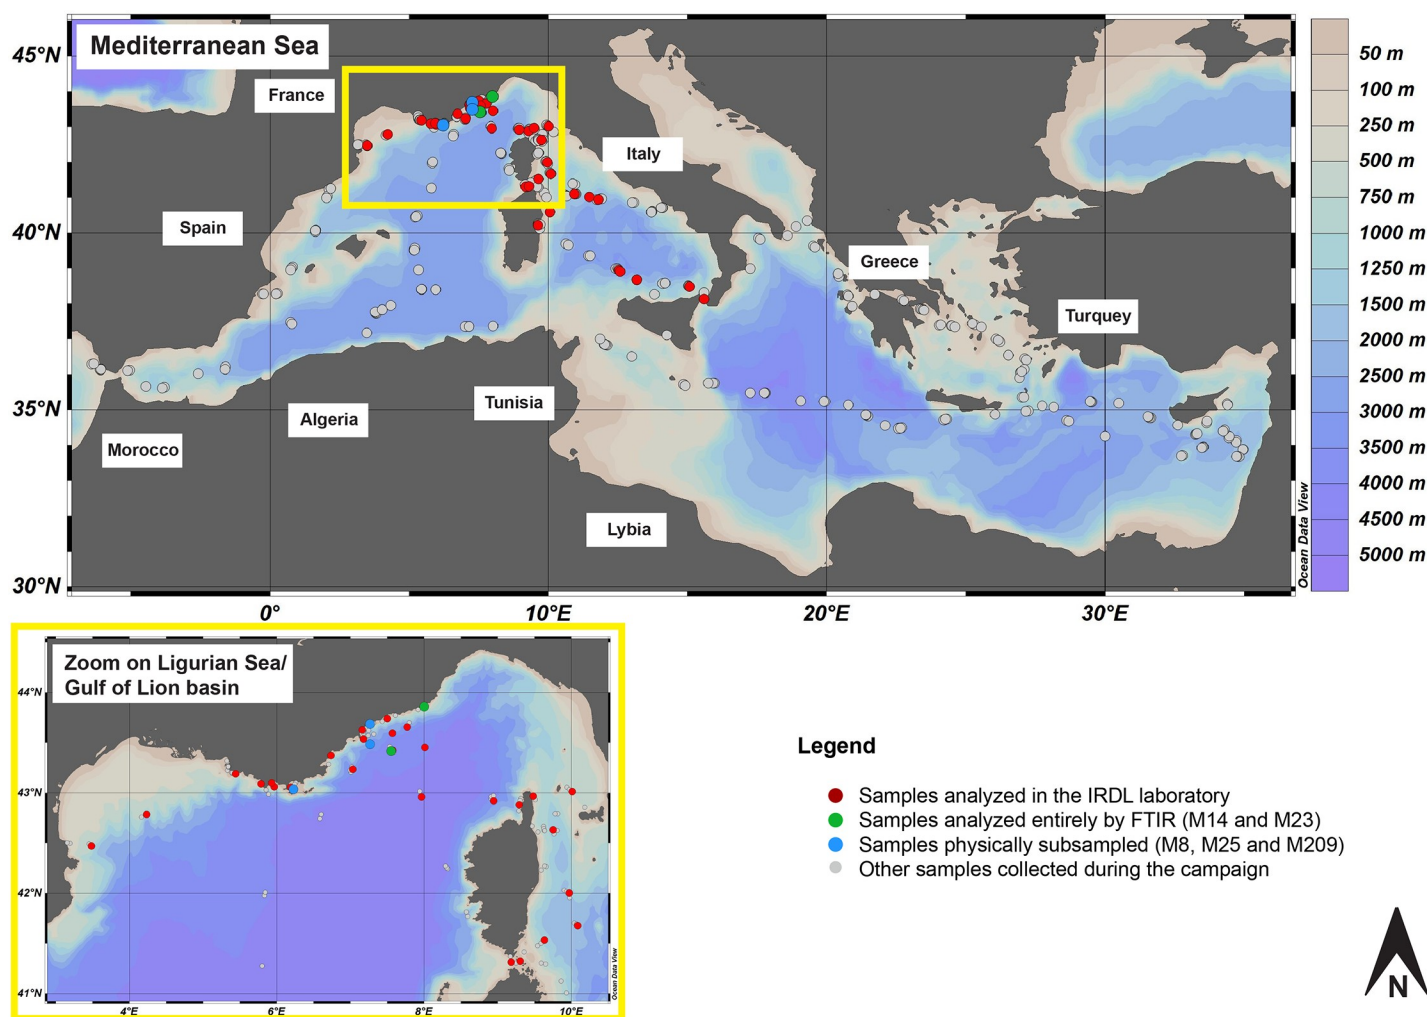 Mediterranean Sea
45°N
40°N
35°N
30°N
0°
10°E
20°E
30°E
France
Italy
Spain
Greece
Turquey
Tunisia
Algeria
Morocco
Lybia
Ocean Data View
50 m
100 m
250 m
500 m
750 m
1000 m
1250 m
1500 m
2000 m
2500 m
3000 m
3500 m
4000 m
4500 m
5000 m
Zoom on Ligurian Sea/
Gulf of Lion basin
44°N
43°N
42°N
41°N
4°E
6°E
8°E
10°E
Ocean Data View
Legend
Samples analyzed in the IRDL laboratory
Samples analyzed entirely by FTIR (M14 and M23)
Samples physically subsampled (M8, M25 and M209)
Other samples collected during the campaign
N